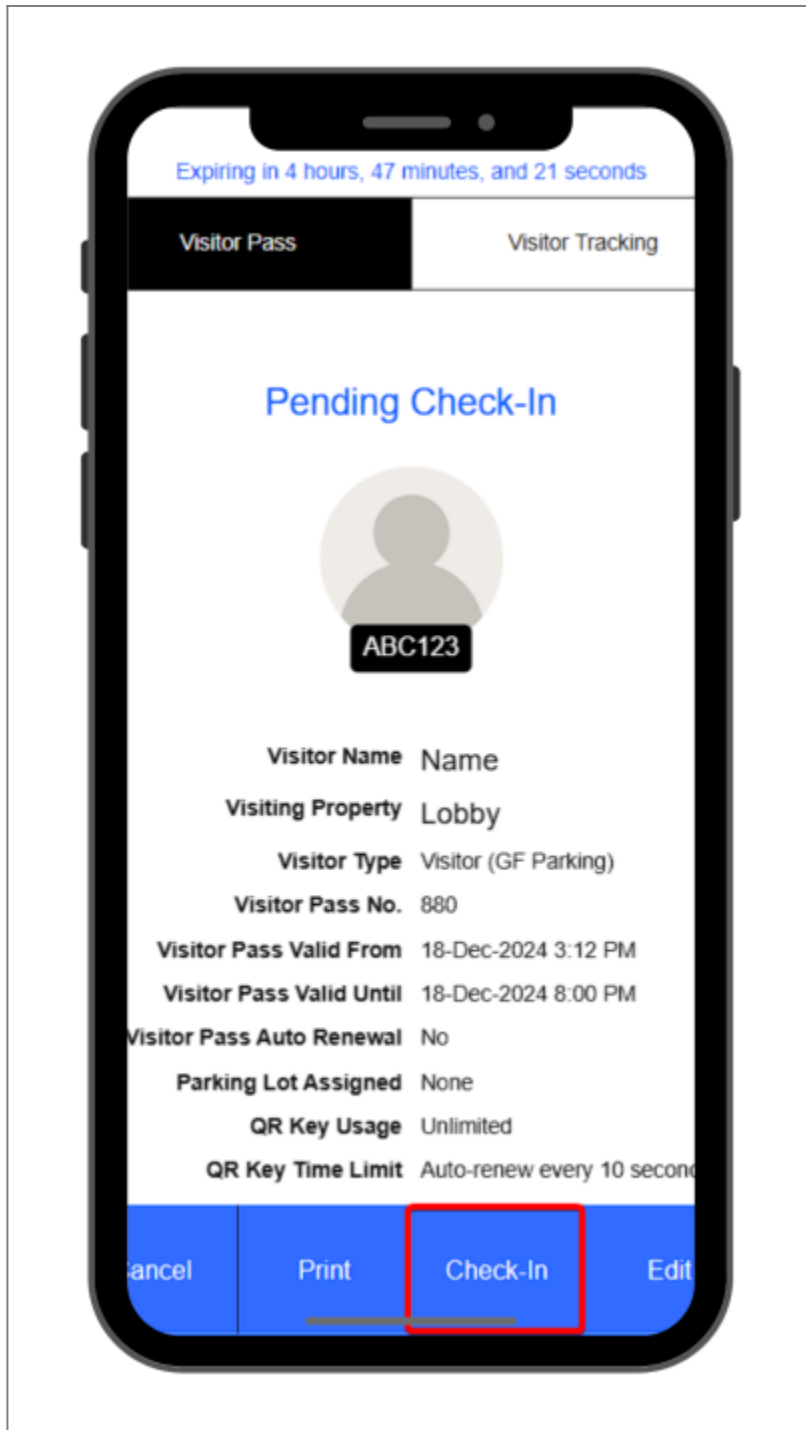 Expiring in 4 hours, 47 minutes, and 21 seconds
Visitor Pass Visitor Tracking
Pending Check-In
ABC123
Visitor Name Name
Visiting Property Lobby
Visitor Type Visitor (GF Parking)
Visitor Pass No. 880
Visitor Pass Valid From 18-Dec-2024 3:12 PM
Visitor Pass Valid Until 18-Dec-2024 8:00 PM
Visitor Pass Auto Renewal No
Parking Lot Assigned None
QR Key Usage Unlimited
QR Key Time Limit Auto-renew every 10 secon
ancel Print Check-In Edit